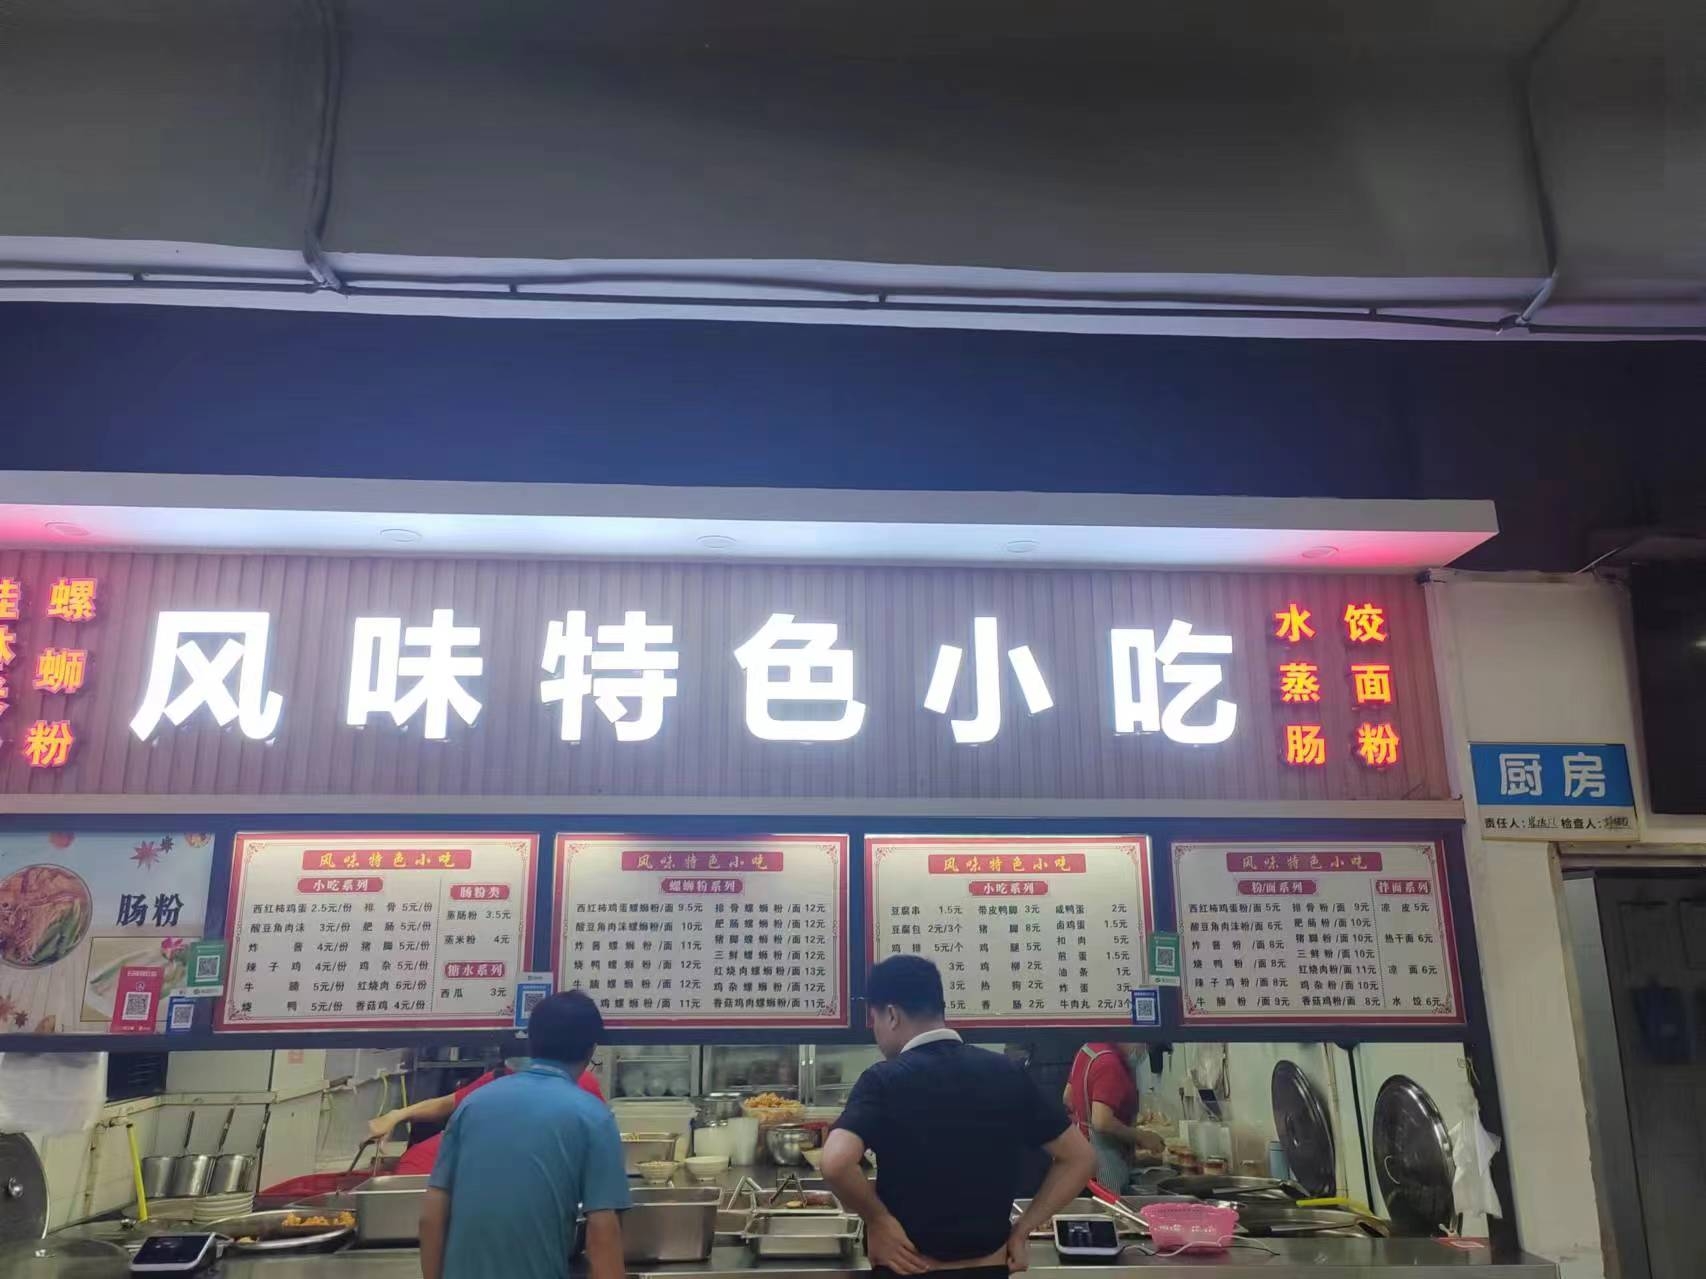 螺蛳粉
风味特色小吃
水蒸肠
饺面粉
厨房
责任人:
检查人:
肠粉
风味特色小吃
小吃系列
西红柿鸡蛋 2.5元/份
酸豆角肉沫 3元/份
炸酱 4元/份
辣子鸡 4元/份
牛腩 5元/份
烧鸭 5元/份
排骨 5元/份
肥肠 5元/份
猪脚 5元/份
鸡杂 5元/份
红烧肉 6元/份
香菇鸡 4元/份
肠粉类
蒸肠粉 3.5元
蒸米粉 4元
糖水系列
西瓜 3元
风味特色小吃
螺蛳粉系列
西红柿鸡蛋螺蛳粉/面 9.5元
酸豆角肉沫螺蛳粉/面 10元
炸酱螺蛳粉/面 11元
烧鸭螺蛳粉/面 12元
牛腩螺蛳粉/面 12元
鸡螺蛳粉/面 11元
排骨螺蛳粉/面 12元
肥肠螺蛳粉/面 12元
猪脚螺蛳粉/面 12元
三鲜螺蛳粉/面 12元
红烧肉螺蛳粉/面 13元
鸡杂螺蛳粉/面 12元
香菇鸡肉螺蛳粉/面 11元
风味特色小吃
小吃系列
豆腐串 1.5元
豆腐包 2元/3个
鸡排 5元/个
3元
3元
.5元
带皮鸭脚 3元
猪脚 8元
鸡腿 5元
鸡柳 2元
热狗 2元
香肠 2元
咸鸭蛋 2元
卤鸡蛋 1.5元
扣肉 5元
煎蛋 1.5元
油条 1元
炸蛋 3元
牛肉丸 2元/3个
风味特色小吃
粉/面系列
西红柿鸡蛋粉/面 5元
酸豆角肉沫粉/面 6元
炸酱粉/面 8元
烧鸭粉/面 8元
辣子鸡粉/面 8元
牛腩粉/面 9元
排骨粉/面 9元
肥肠粉/面 10元
猪脚粉/面 10元
三鲜粉/面 10元
红烧肉粉/面 11元
鸡杂粉/面 10元
香菇鸡粉/面 8元
拌面系列
凉皮 5元
热干面 6元
凉面 6元
水饺 6元